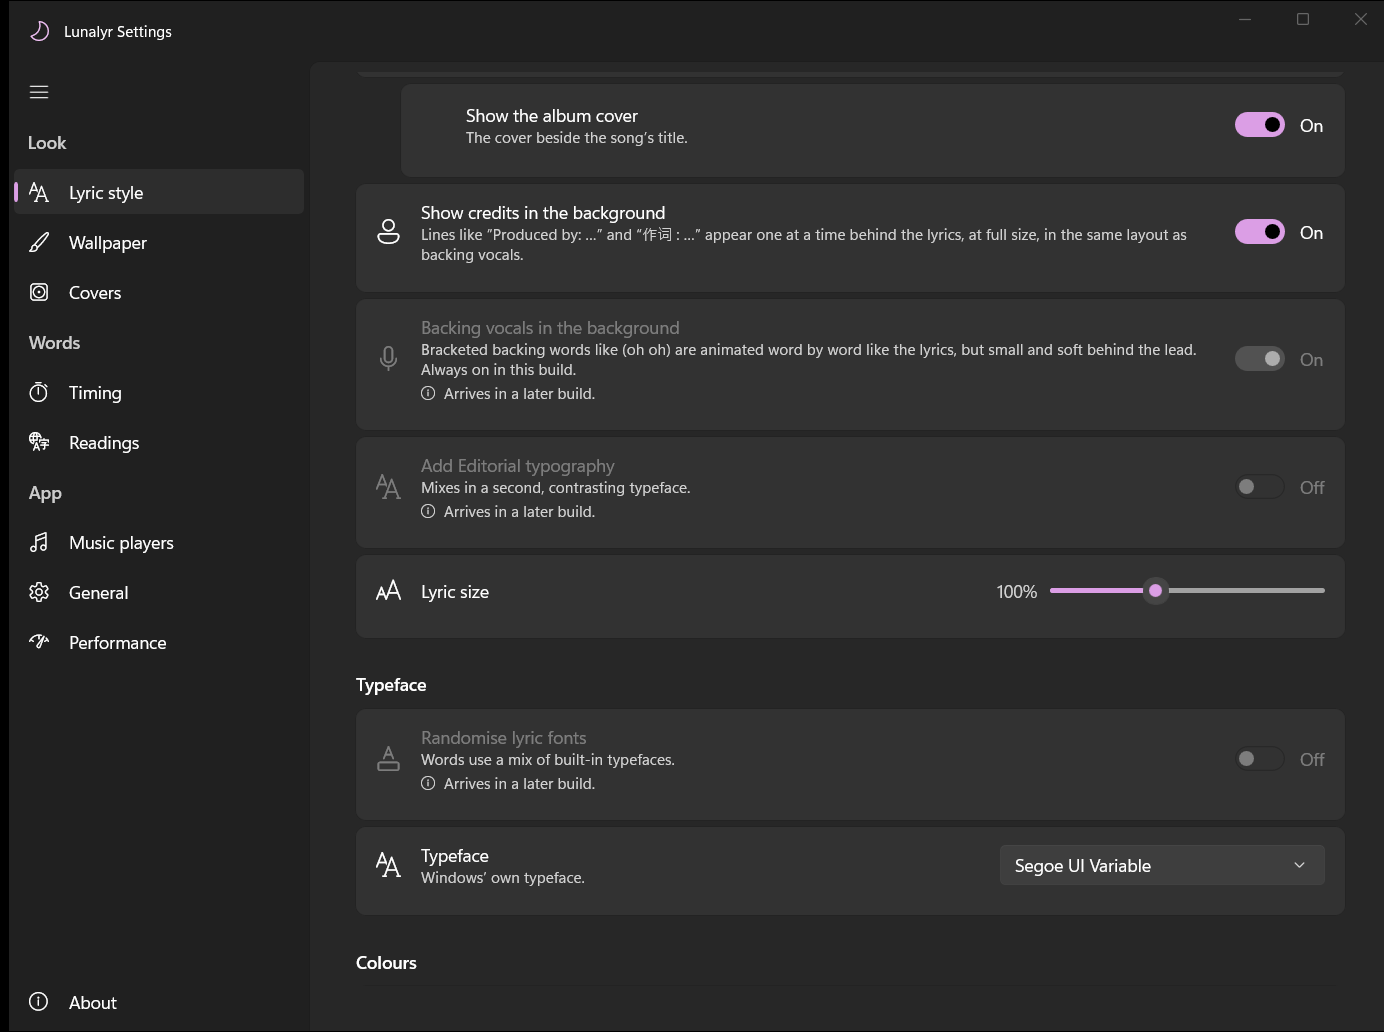 Lunalyr Settings
Look
Lyric style
Wallpaper
Covers
Words
Timing
Readings
App
Music players
General
Performance
About
Show the album cover
The cover beside the song’s title.
On
Show credits in the background
Lines like “Produced by: …” and “作词 : …” appear one at a time behind the lyrics, at full size, in the same layout as
backing vocals.
On
Backing vocals in the background
Bracketed backing words like (oh oh) are animated word by word like the lyrics, but small and soft behind the lead.
Always on in this build.
Arrives in a later build.
On
Add Editorial typography
Mixes in a second, contrasting typeface.
Arrives in a later build.
Off
Lyric size
100%
Typeface
Randomise lyric fonts
Words use a mix of built-in typefaces.
Arrives in a later build.
Off
Typeface
Windows’ own typeface.
Segoe UI Variable
Colours